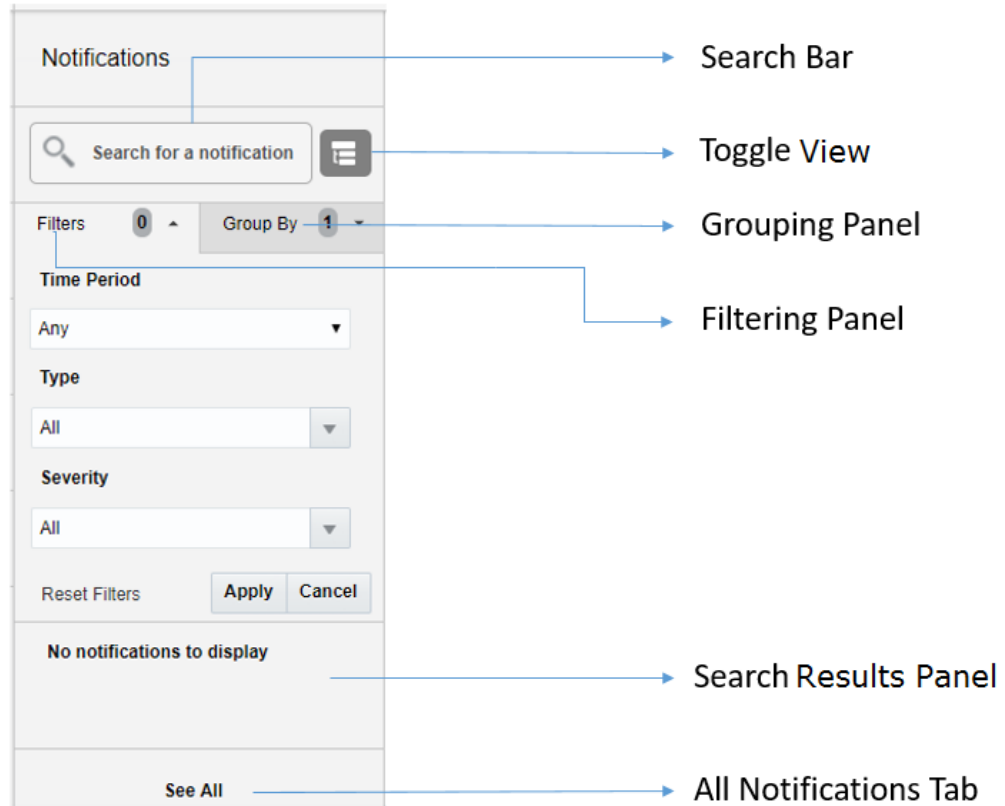 Notifications
Search Bar
Search for a notification
Toggle View
Filters 0 Group By 1
Grouping Panel
Time Period
Filtering Panel
Any
Type
All
Severity
All
Reset Filters Apply Cancel
No notifications to display
Search Results Panel
See All
All Notifications Tab